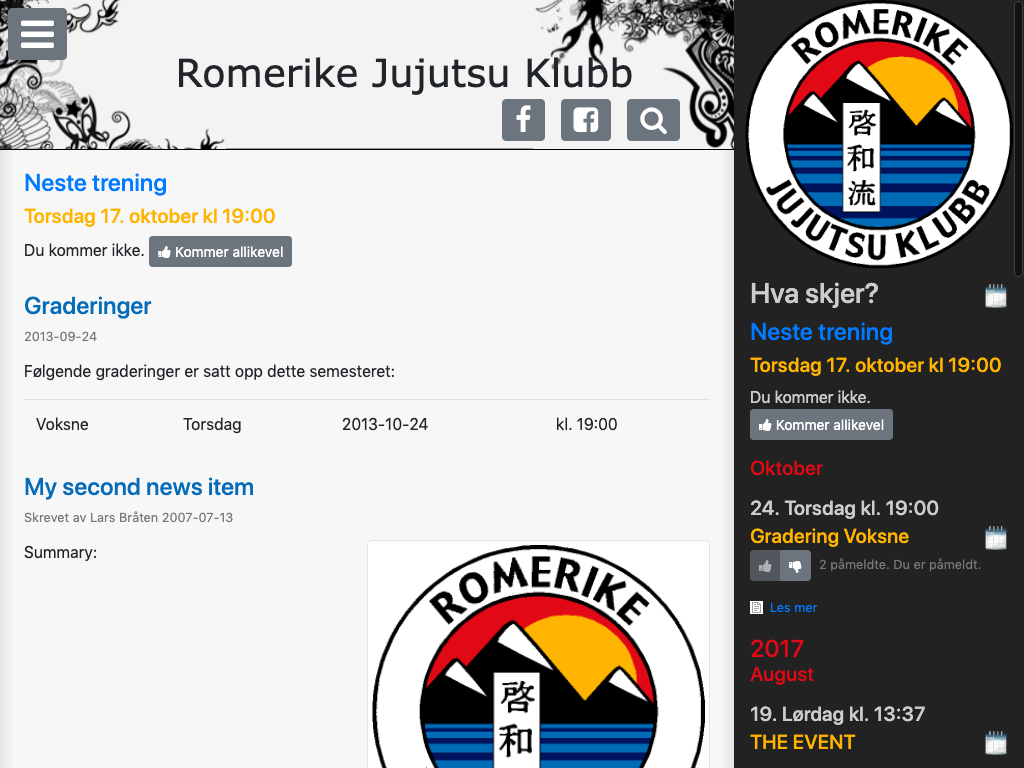 Romerike Jujutsu Klubb
Neste trening
Torsdag 17. oktober kl 19:00
Du kommer ikke. Kommer allikevel
Graderinger
2013-09-24
Følgende graderinger er satt opp dette semesteret:
Voksne Torsdag 2013-10-24 kl. 19:00
My second news item
Skrevet av Lars Bråten 2007-07-13
Summary:
ROMERIKE
啓
和
ROMERIKE
啓
和
流
JUJUTSU KLUBB
Hva skjer?
Neste trening
Torsdag 17. oktober kl 19:00
Du kommer ikke.
Kommer allikevel
Oktober
24. Torsdag kl. 19:00
Gradering Voksne
2 påmeldte. Du er påmeldt.
Les mer
2017
August
19. Lørdag kl. 13:37
THE EVENT